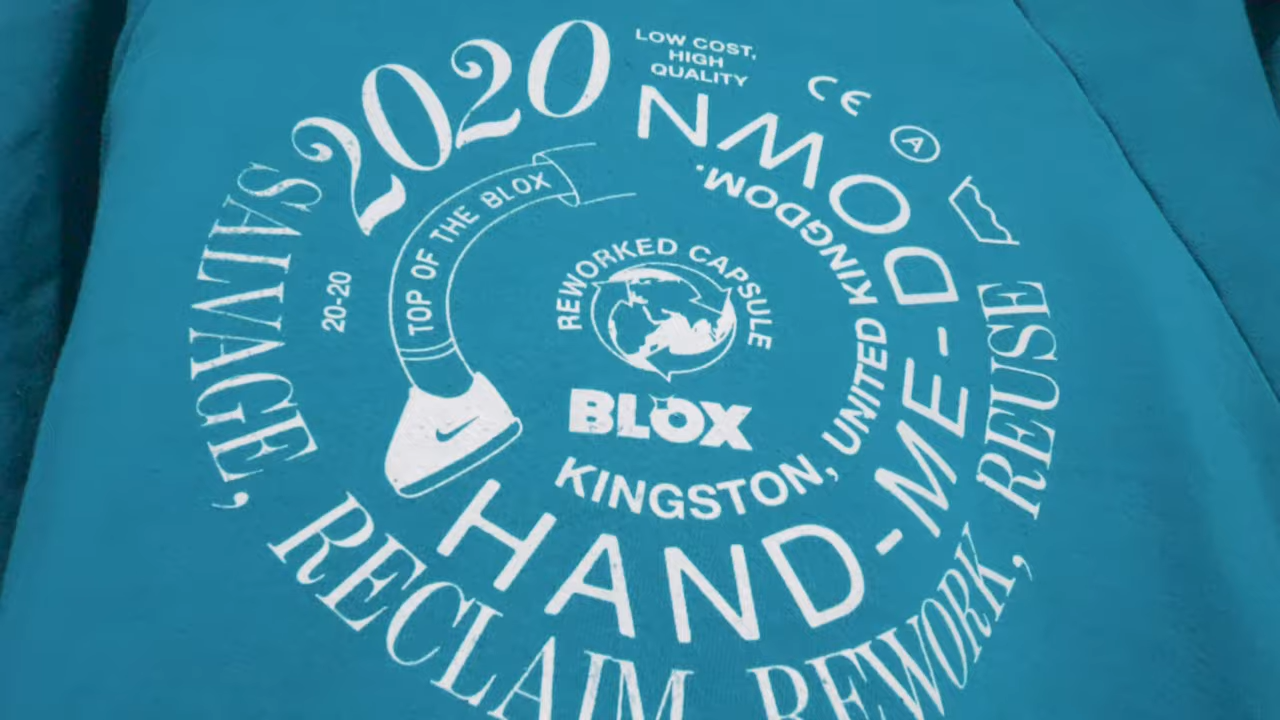 2020
LOW COST,
HIGH
QUALITY
CE
A
HAND-ME-DOWN
TOP OF THE BLOX
20-20
REWORKED CAPSULE
BLOX
KINGSTON, UNITED KINGDOM.
SALVAGE, RECLAIM, REWORK, REUSE